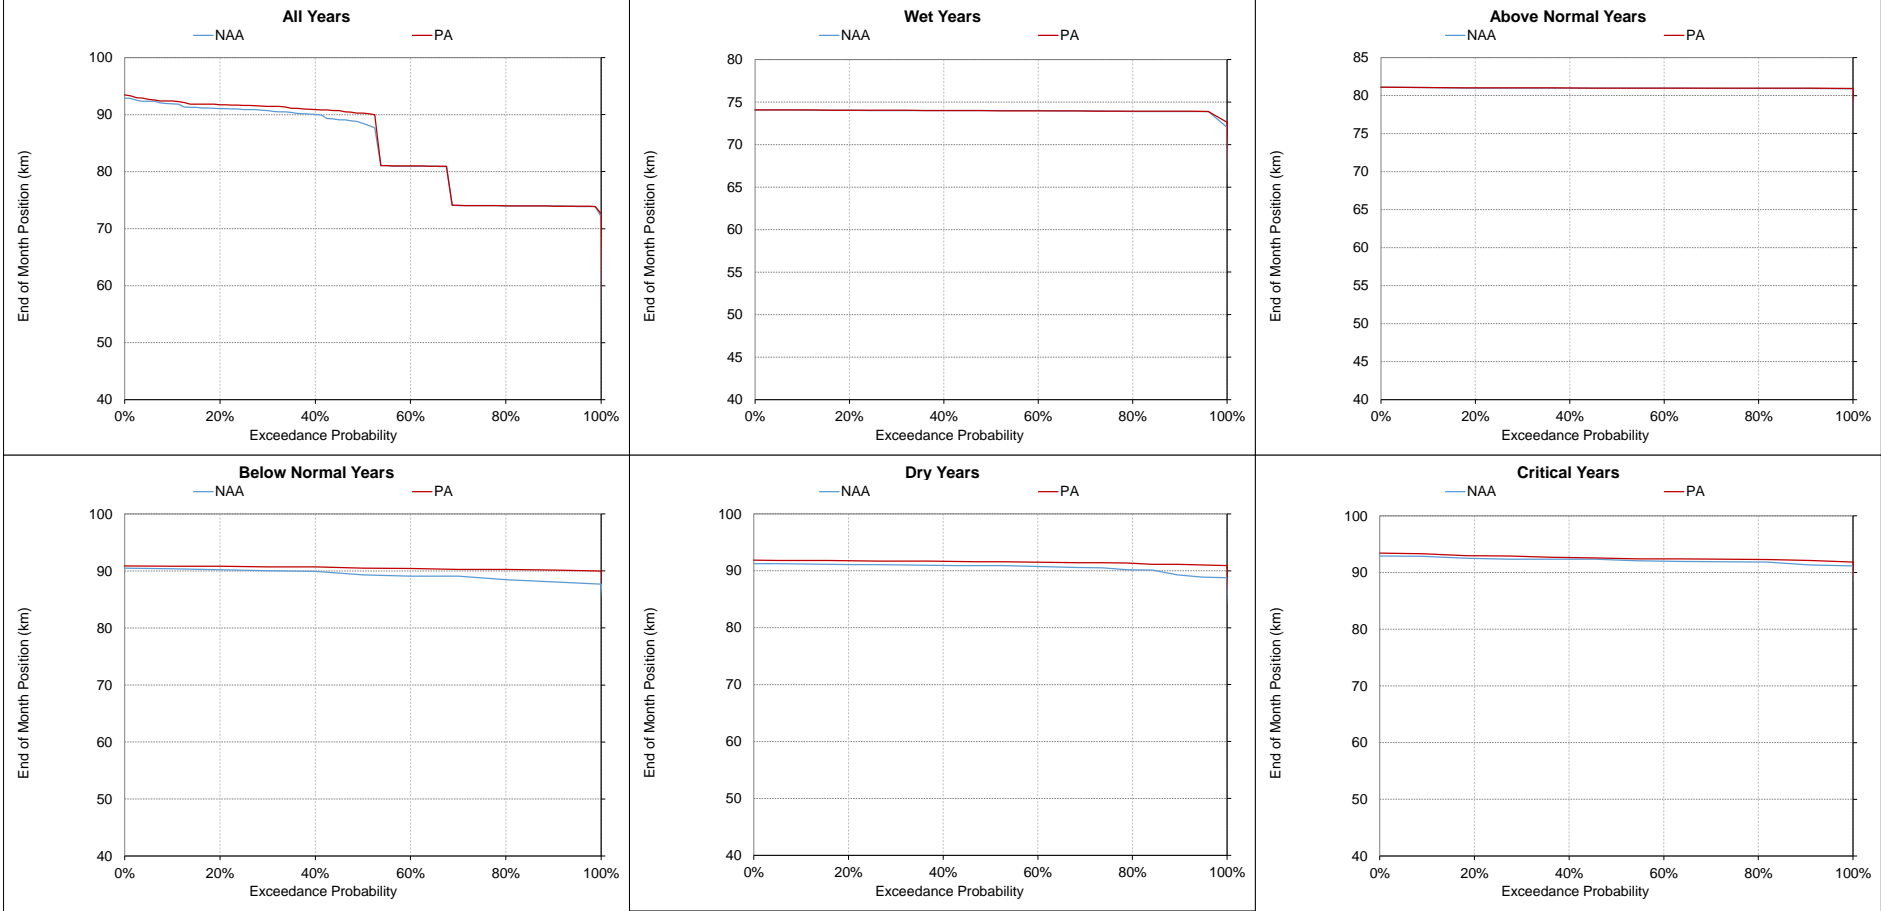 All Years
NAA PA
100
90
80
70
60
50
40
0% 20% 40% 60% 80% 100%
Exceedance Probability
End of Month Position (km)
Wet Years
NAA PA
80
75
70
65
60
55
50
45
40
0% 20% 40% 60% 80% 100%
Exceedance Probability
End of Month Position (km)
Above Normal Years
NAA PA
85
80
75
70
65
60
55
50
45
40
0% 20% 40% 60% 80% 100%
Exceedance Probability
End of Month Position (km)
Below Normal Years
NAA PA
100
90
80
70
60
50
40
0% 20% 40% 60% 80% 100%
Exceedance Probability
End of Month Position (km)
Dry Years
NAA PA
100
90
80
70
60
50
40
0% 20% 40% 60% 80% 100%
Exceedance Probability
End of Month Position (km)
Critical Years
NAA PA
100
90
80
70
60
50
40
0% 20% 40% 60% 80% 100%
Exceedance Probability
End of Month Position (km)